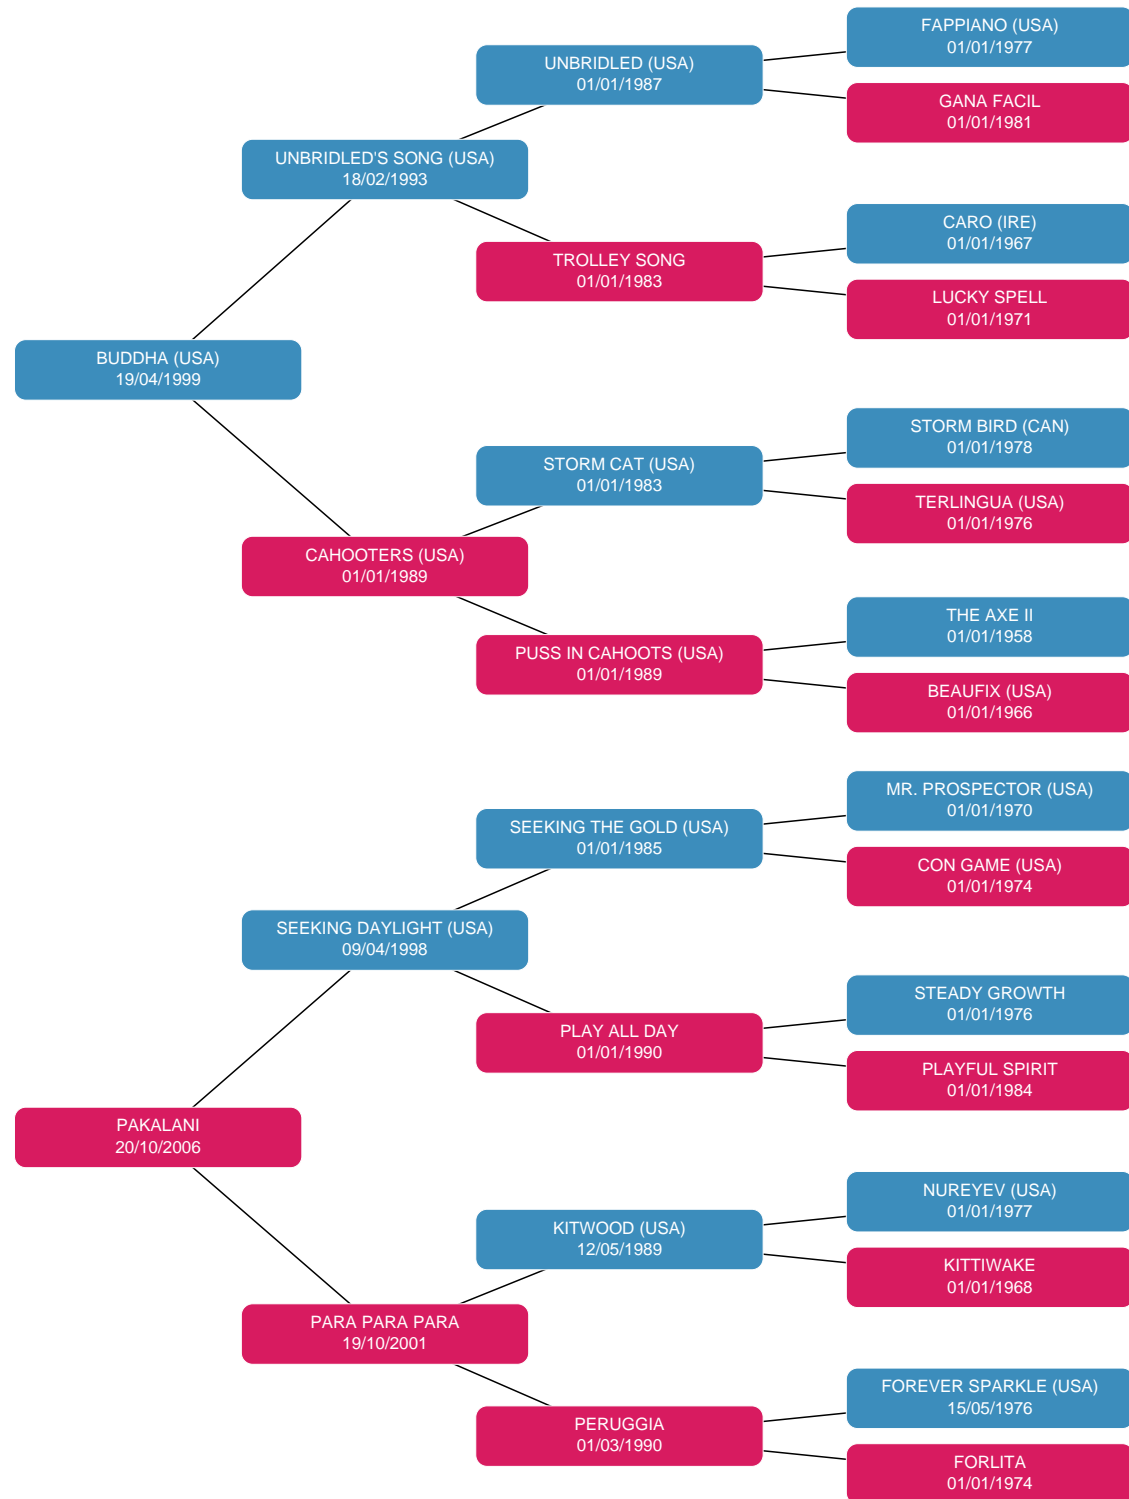 FAPPIANO (USA)
01/01/1977
UNBRIDLED (USA)
01/01/1987
GANA FACIL
01/01/1981
UNBRIDLED'S SONG (USA)
18/02/1993
CARO (IRE)
01/01/1967
TROLLEY SONG
01/01/1983
LUCKY SPELL
01/01/1971
BUDDHA (USA)
19/04/1999
STORM BIRD (CAN)
01/01/1978
STORM CAT (USA)
01/01/1983
TERLINGUA (USA)
01/01/1976
CAHOOTERS (USA)
01/01/1989
THE AXE II
01/01/1958
PUSS IN CAHOOTS (USA)
01/01/1989
BEAUFIX (USA)
01/01/1966
MR. PROSPECTOR (USA)
01/01/1970
SEEKING THE GOLD (USA)
01/01/1985
CON GAME (USA)
01/01/1974
SEEKING DAYLIGHT (USA)
09/04/1998
STEADY GROWTH
01/01/1976
PLAY ALL DAY
01/01/1990
PLAYFUL SPIRIT
01/01/1984
PAKALANI
20/10/2006
NUREYEV (USA)
01/01/1977
KITWOOD (USA)
12/05/1989
KITTIWAKE
01/01/1968
PARA PARA PARA
19/10/2001
FOREVER SPARKLE (USA)
15/05/1976
PERUGGIA
01/03/1990
FORLITA
01/01/1974